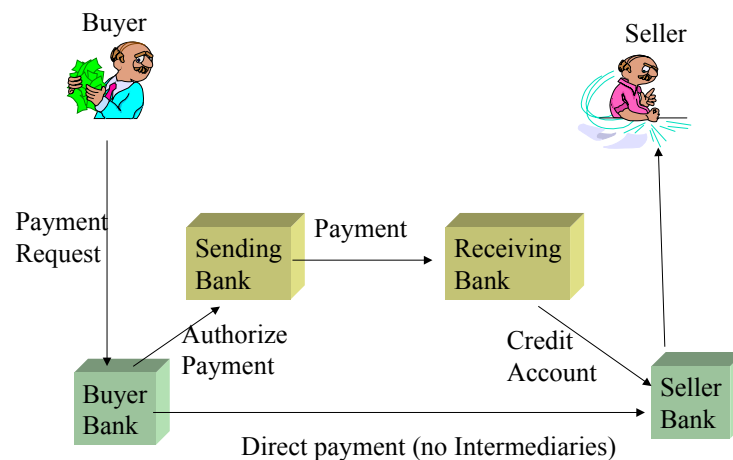 Buyer
Seller
Payment
Request
Sending
Bank
Payment
Receiving
Bank
Authorize
Payment
Credit
Account
Buyer
Bank
Seller
Bank
Direct payment (no Intermediaries)